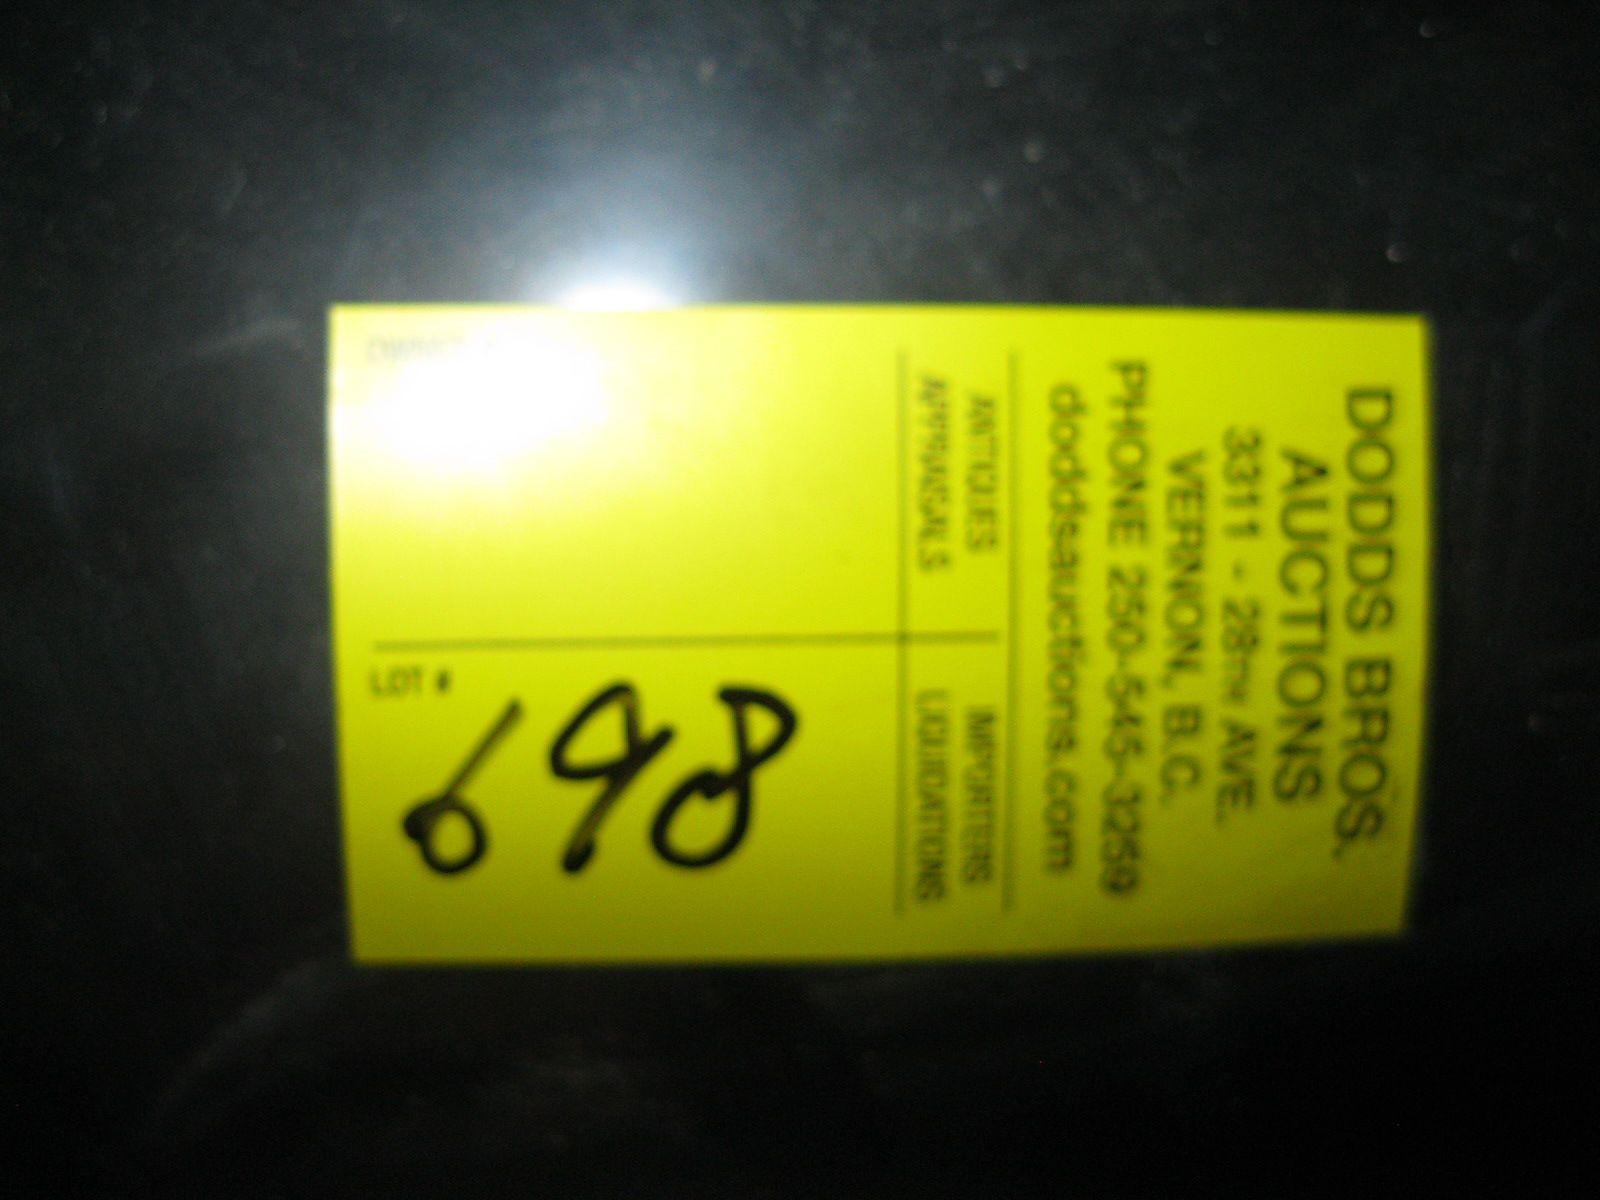 DODDS BROS.
AUCTIONS
3311 - 28TH AVE.
VERNON, B.C.
PHONE 250-545-3259
doddsauctions.com
ANTIQUES IMPORTERS
APPRAISALS LIQUIDATIONS
LOT #
698